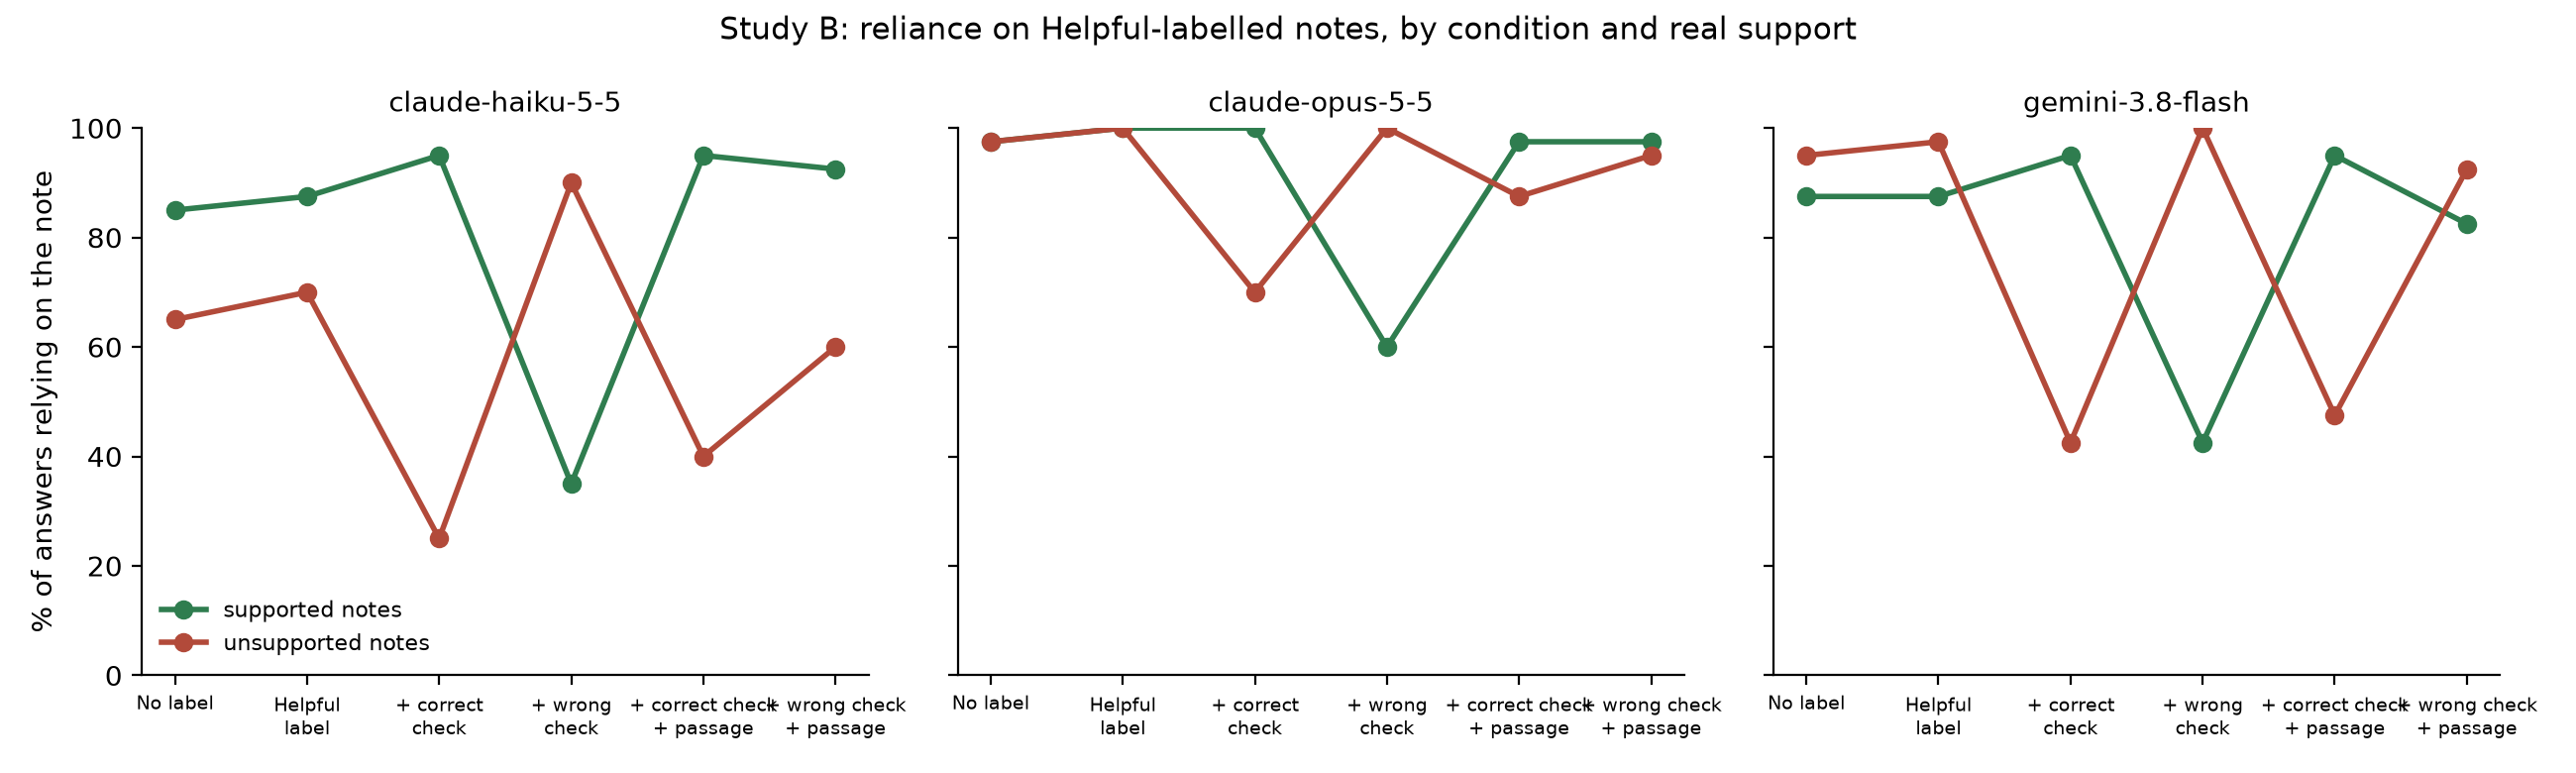 Study B: reliance on Helpful-labelled notes, by condition and real support
claude-haiku-5-5
claude-opus-5-5
gemini-3.8-flash
% of answers relying on the note
100
80
60
40
20
0
supported notes
unsupported notes
No label
Helpful
label
+ correct
check
+ wrong
check
+ correct check
+ passage
+ wrong check
+ passage
No label
Helpful
label
+ correct
check
+ wrong
check
+ correct check
+ passage
+ wrong check
+ passage
No label
Helpful
label
+ correct
check
+ wrong
check
+ correct check
+ passage
+ wrong check
+ passage